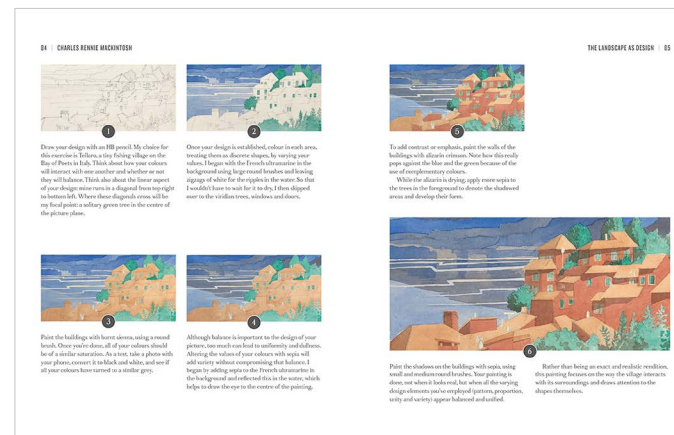 04 | CHARLES RENNIE MACKINTOSH
THE LANDSCAPE AS DESIGN | 05
1
Draw your design with an HB pencil. My choice for
this exercise is Tellaro, a tiny fishing village on the
Bay of Poets in Italy. Think about how your colours
will interact with one another and whether or not
they will balance. Think also about the linear aspect
of your design: mine runs in a diagonal from top right
to bottom left. Where these diagonals cross will be
my focal point: a solitary green tree in the centre of
the picture plane.
2
Once your design is established, colour in each area,
treating them as discrete shapes, by varying your
values. I began with the French ultramarine in the
background using large round brushes and leaving
zigzags of white for the ripples in the water. So that
I wouldn't have to wait for it to dry, I then skipped
over to the viridian trees, windows and doors.
3
Paint the buildings with burnt sienna, using a round
brush. Once you're done, all of your colours should
be of a similar saturation. As a test, take a photo with
your phone, convert it to black and white, and see if
all your colours have turned to a similar grey.
4
Although balance is important to the design of your
picture, too much can lead to uniformity and dullness.
Altering the values of your colours with sepia will
add variety without compromising that balance. I
began by adding sepia to the French ultramarine in
the background and reflected this in the water, which
helps to draw the eye to the centre of the painting.
5
To add contrast or emphasis, paint the walls of the
buildings with alizarin crimson. Note how this really
pops against the blue and the green because of the
use of complementary colours.
While the alizarin is drying, apply more sepia to
the trees in the foreground to denote the shadowed
areas and develop their form.
6
Paint the shadows on the buildings with sepia, using
small and medium round brushes. Your painting is
done, not when it looks real, but when all the varying
design elements you've employed (pattern, proportion,
unity and variety) appear balanced and unified.
Rather than being an exact and realistic rendition,
this painting focuses on the way the village interacts
with its surroundings and draws attention to the
shapes themselves.